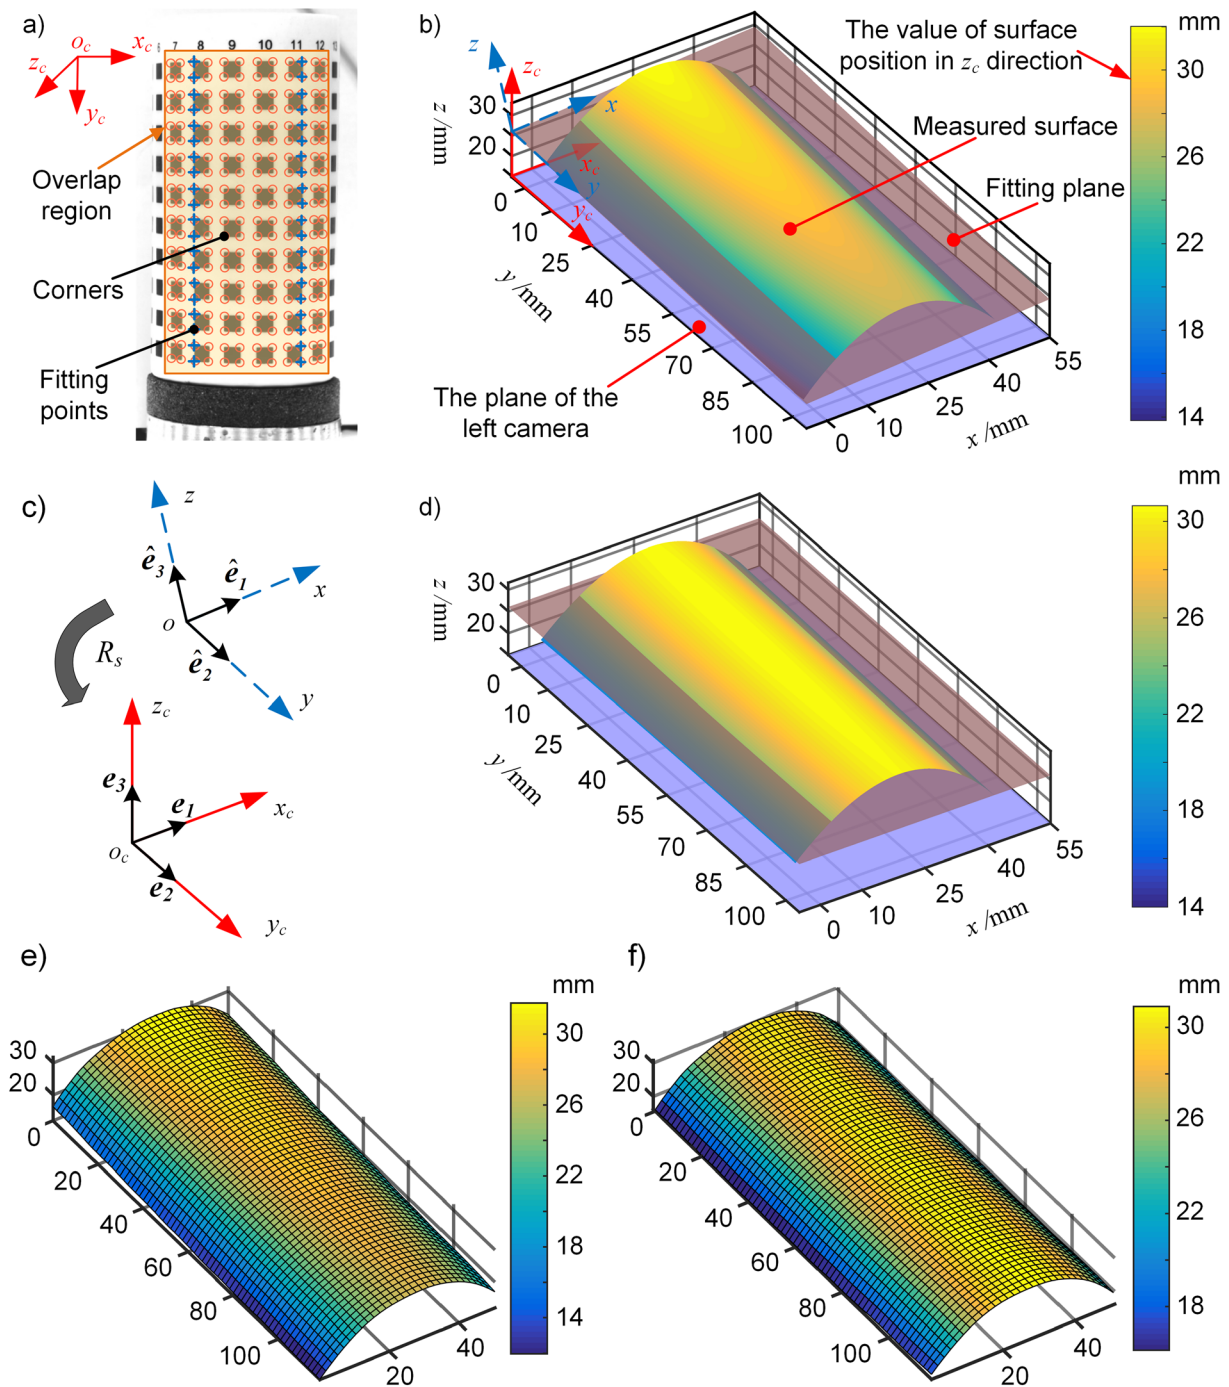 a)
o_c
x_c
z_c
y_c
7 8 9 10 11 12
Overlap
region
Corners
Fitting
points
b)
z
z_c
x
x_c
y
y_c
z /mm
30
20
10
0
10
25
40
55
70
85
100
y /mm
0
10
25
40
55
x /mm
The value of surface
position in z_c direction
Measured surface
Fitting plane
The plane of the
left camera
mm
30
26
22
18
14
c)
z
ê_3
ê_1
x
o
ê_2
y
R_s
z_c
e_3
e_1
x_c
o_c
e_2
y_c
d)
z /mm
30
20
0
10
25
40
55
70
85
100
y /mm
0
10
25
40
55
x /mm
mm
30
26
22
18
14
e)
30
20
0
20
40
60
80
100
20
40
mm
30
26
22
18
14
f)
30
20
0
20
40
60
80
100
20
40
mm
30
26
22
18